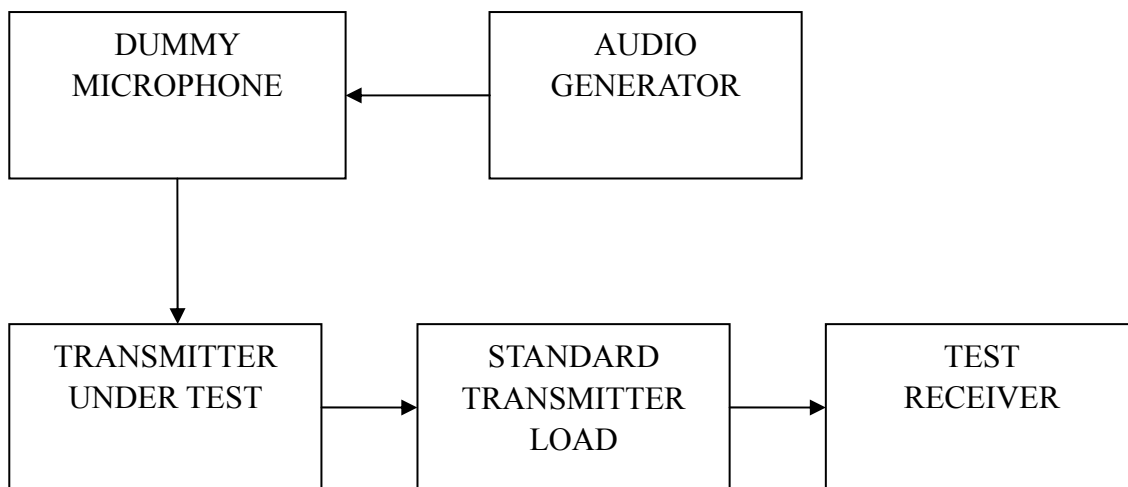 DUMMY
MICROPHONE
AUDIO
GENERATOR
TRANSMITTER
UNDER TEST
STANDARD
TRANSMITTER
LOAD
TEST
RECEIVER